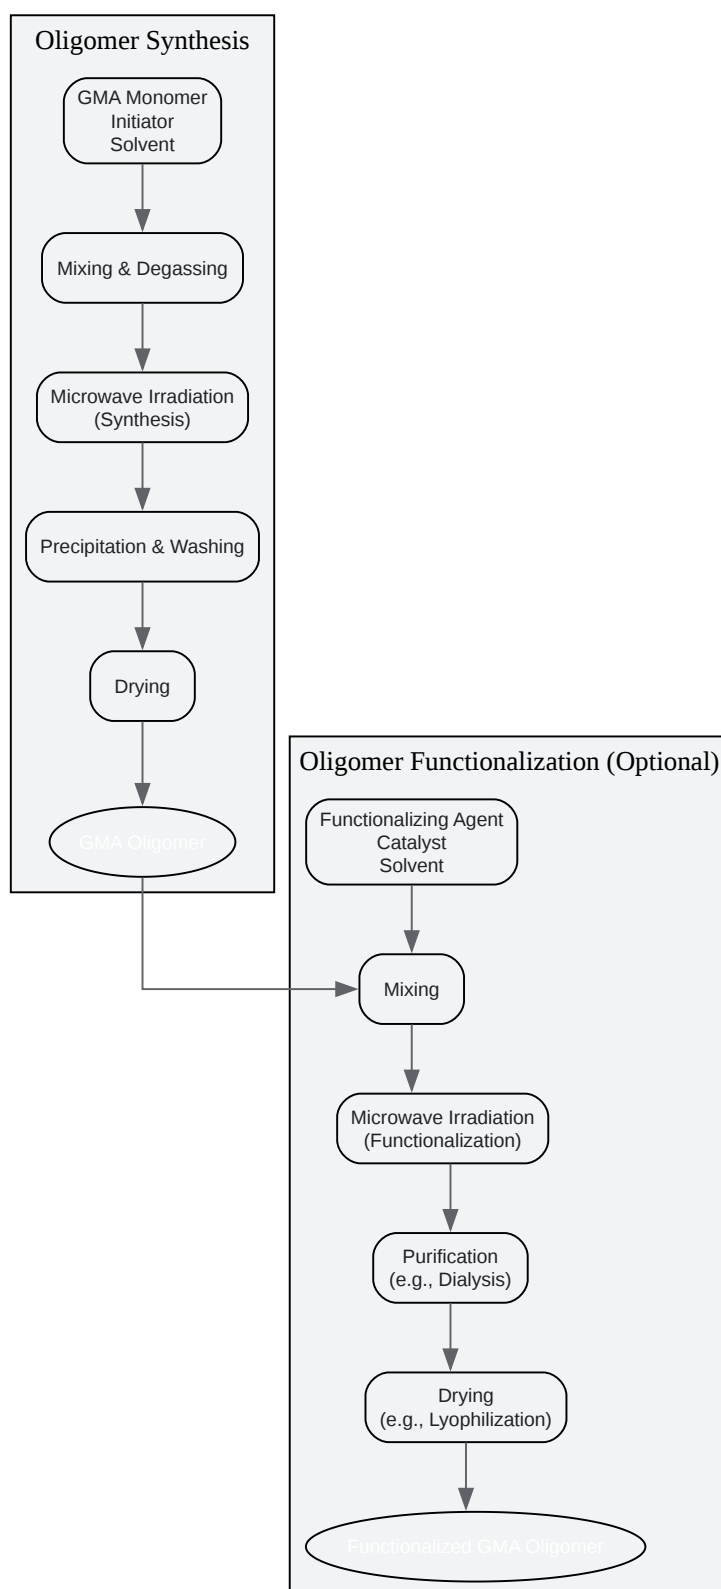 Oligomer Synthesis
GMA Monomer
Initiator
Solvent
Mixing & Degassing
Microwave Irradiation
(Synthesis)
Precipitation & Washing
Drying
GMA Oligomer
Oligomer Functionalization (Optional)
Functionalizing Agent
Catalyst
Solvent
Mixing
Microwave Irradiation
(Functionalization)
Purification
(e.g., Dialysis)
Drying
(e.g., Lyophilization)
Functionalized GMA Oligomer